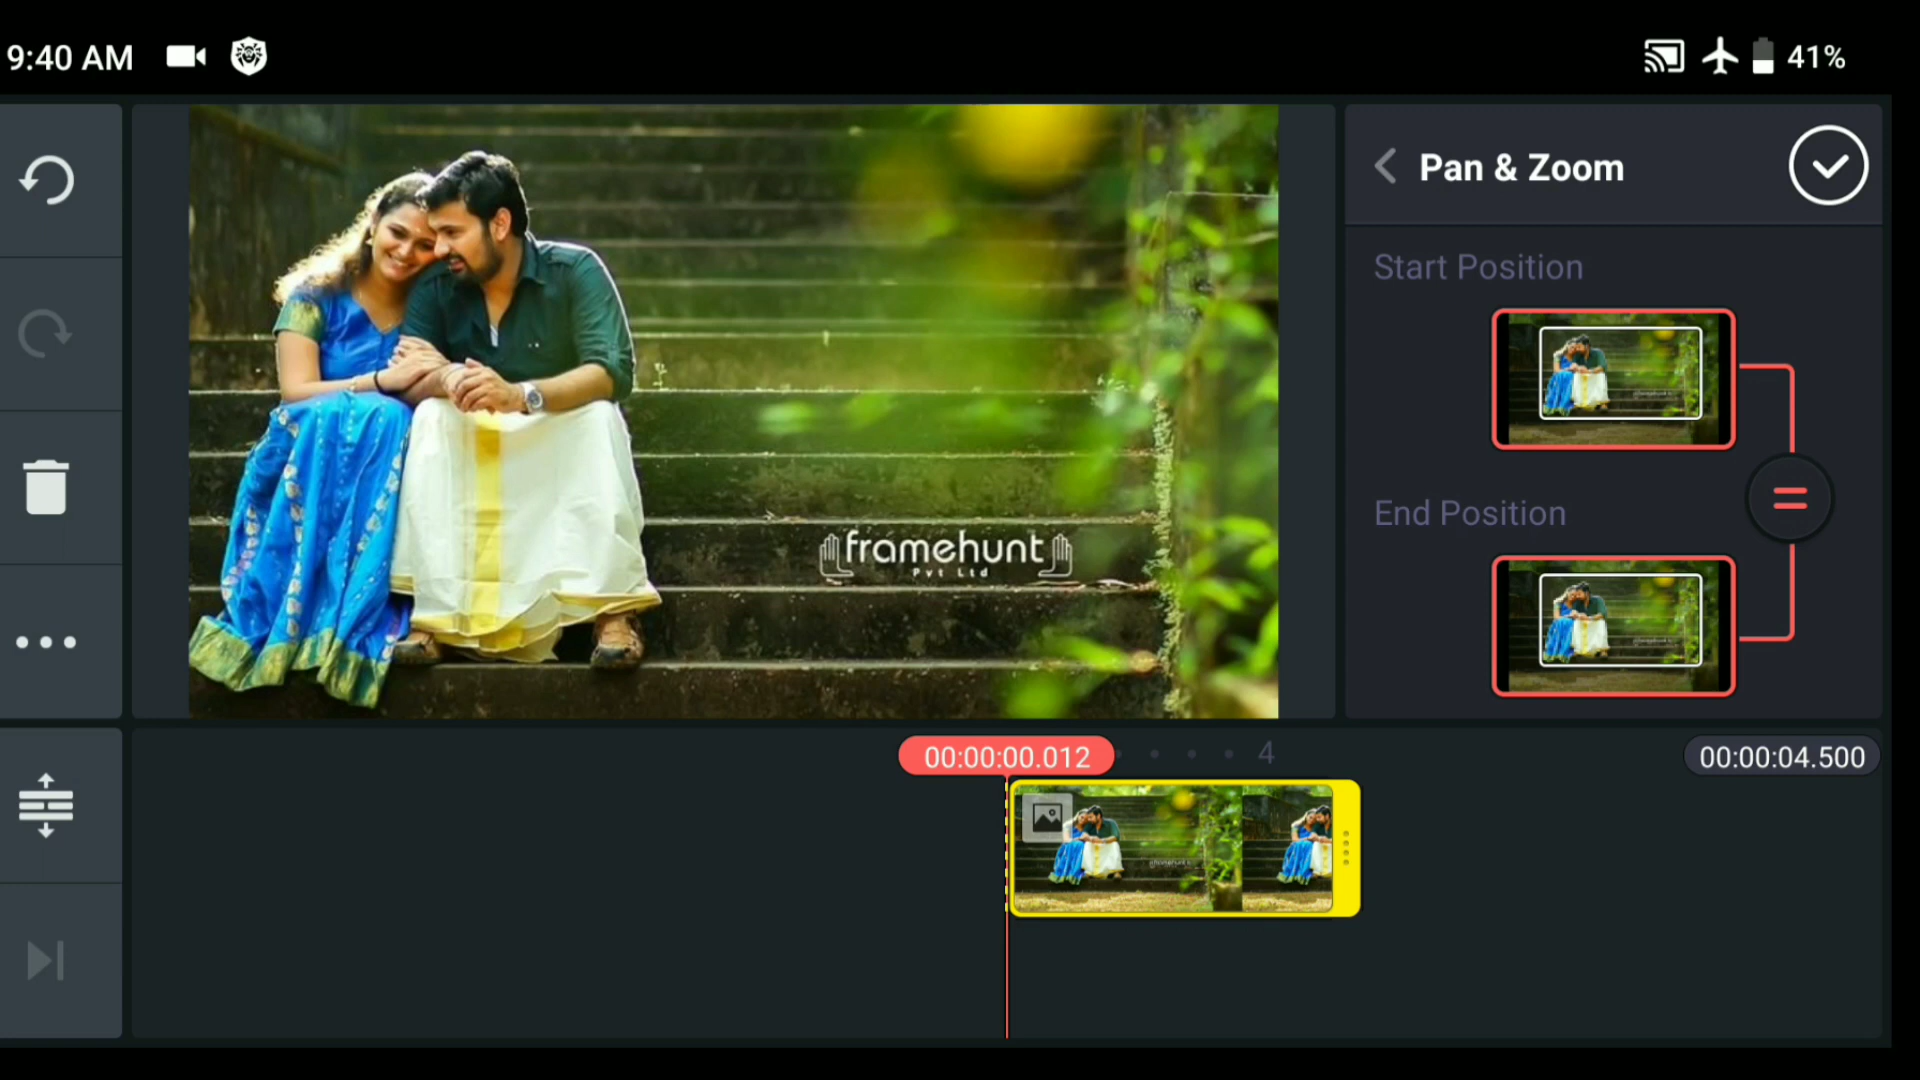 9:40 AM
41%
Pan & Zoom
Start Position
End Position
framehunt
Pvt Ltd
00:00:00.012
4
00:00:04.500